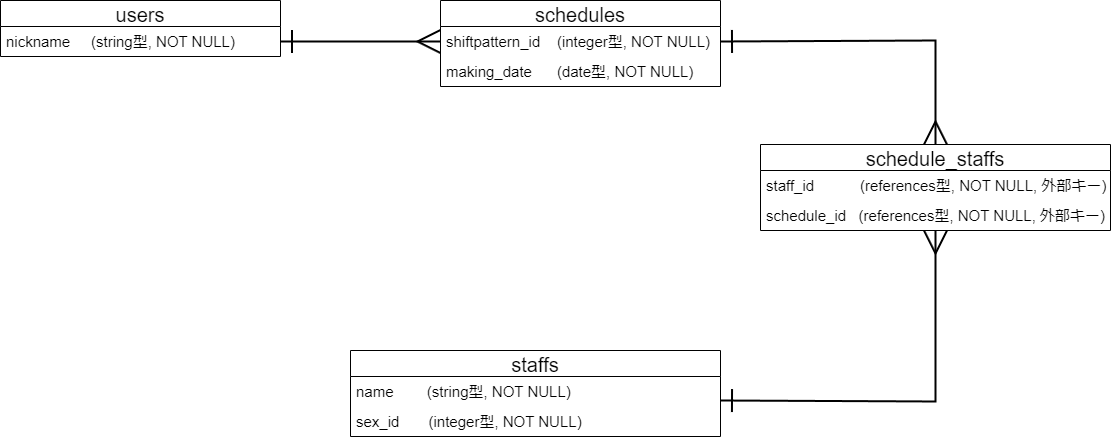 users
nickname (string型, NOT NULL)
schedules
shiftpattern_id (integer型, NOT NULL)
making_date (date型, NOT NULL)
schedule_staffs
staff_id (references型, NOT NULL, 外部キー)
schedule_id (references型, NOT NULL, 外部キー)
staffs
name (string型, NOT NULL)
sex_id (integer型, NOT NULL)